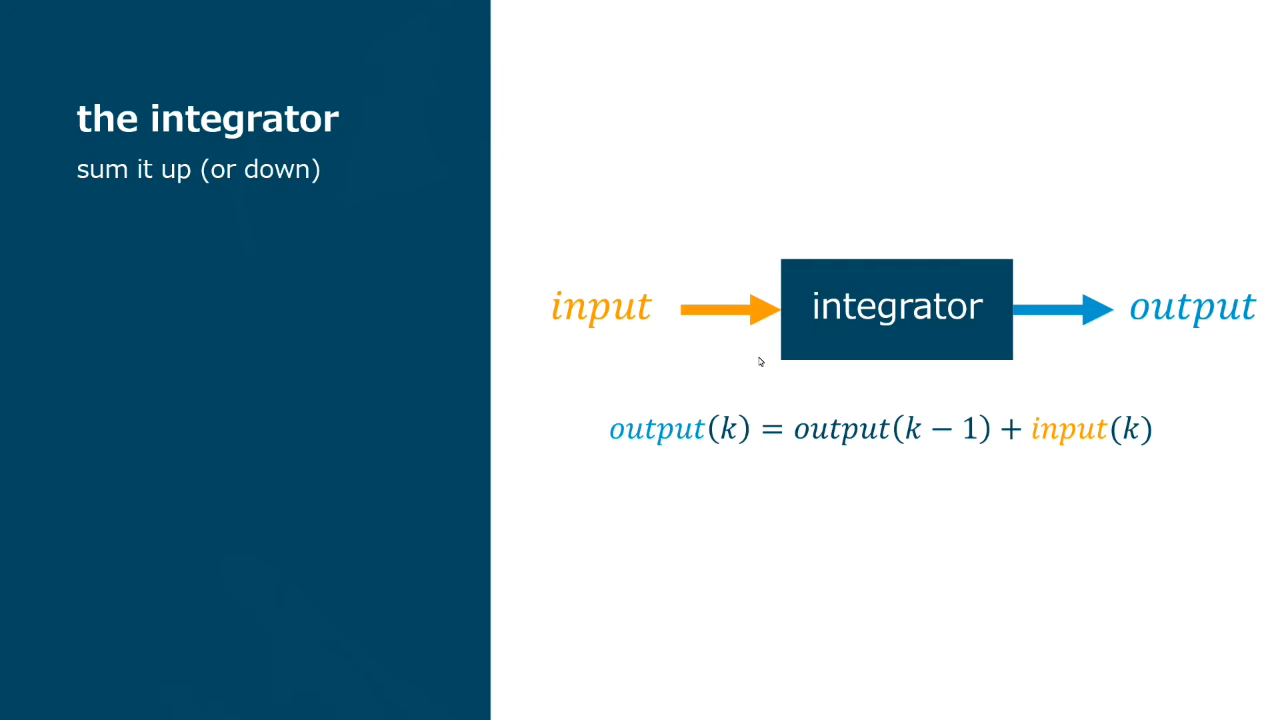 the integrator
sum it up (or down)
input
integrator
output
output(k) = output(k − 1) + input(k)